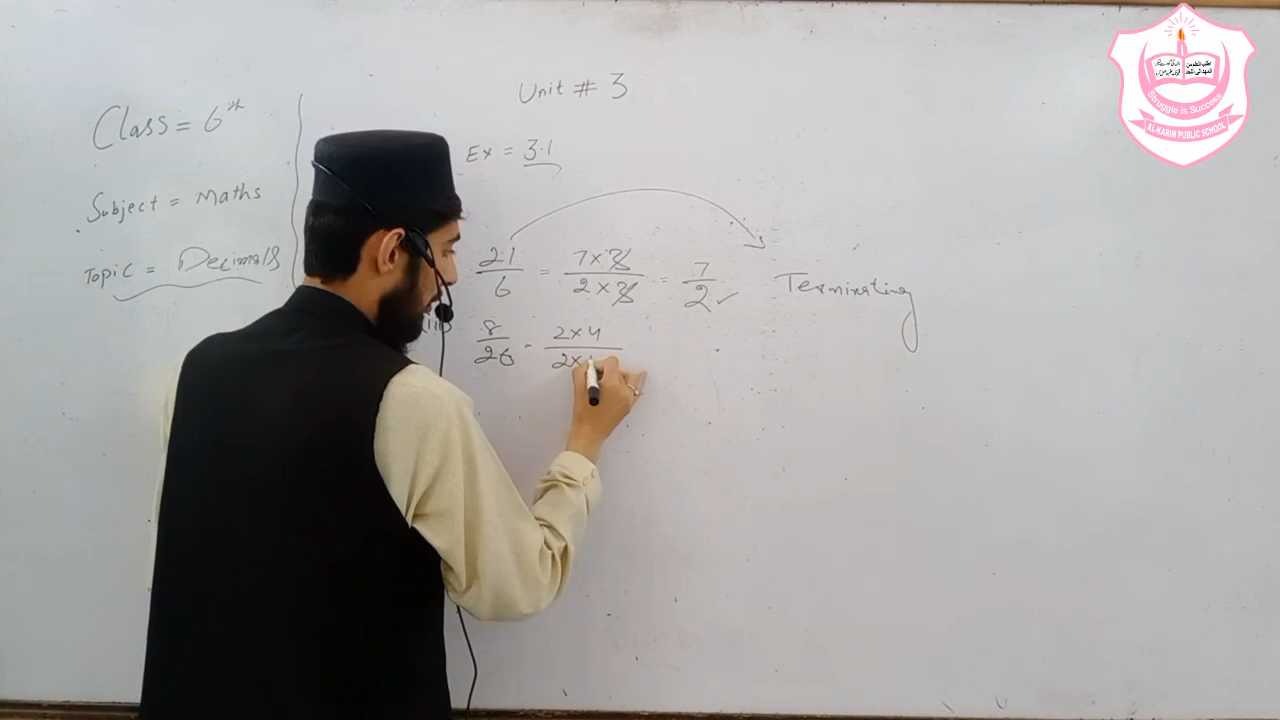 Unit # 3
Class = 6th
Subject = Maths
Topic = Decimals
Ex = 3.1
21/6 = 7×3/2×3 = 7/2 ✓ Terminating
(iii) 8/26 = 2×4/2×
Struggle is Success
AL-KARIM PUBLIC SCHOOL